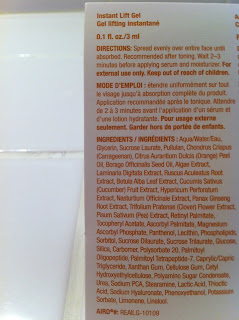 Instant Lift Gel
Gel lifting instantané
0.1 fl. oz./3 ml
DIRECTIONS: Spread evenly over entire face until
absorbed. Recommended after toning. Wait 2–3
minutes before applying serum and moisturizer. For
external use only. Keep out of reach of children.
MODE D'EMPLOI : étendre uniformément sur tout
le visage jusqu'à absorption complète du produit.
Application recommandée après le tonique. Attendre
de 2 à 3 minutes avant l'application d'un sérum et
d'une lotion hydratante. Pour usage externe
seulement. Garder hors de portée de enfants.
INGREDIENTS / INGRÉDIENTS : Aqua/Water/Eau,
Glycerin, Sucrose Laurate, Pullulan, Chondrus Crispus
(Carrageenan), Citrus Aurantium Dulcis (Orange) Peel
Oil, Borago Officinalis Seed Oil, Algae Extract,
Laminaria Digitata Extract, Ruscus Aculeatus Root
Extract, Betula Alba Leaf Extract, Cucumis Sativus
(Cucumber) Fruit Extract, Hypericum Perforatum
Extract, Nasturtium Officinale Extract, Panax Ginseng
Root Extract, Trifolium Pratense (Clover) Flower Extract,
Pisum Sativum (Pea) Extract, Retinyl Palmitate,
Tocopheryl Acetate, Ascorbyl Palmitate, Magnesium
Ascorbyl Phosphate, Panthenol, Lecithin, Phospholipids,
Sorbitol, Sucrose Dilaurate, Sucrose Trilaurate, Glucose,
Silica, Carbomer, Polysorbate 20, Palmitoyl
Oligopeptide, Palmitoyl Tetrapeptide-7, Caprylic/Capric
Triglyceride, Xanthan Gum, Cellulose Gum, Cetyl
Hydroxyethylcellulose, Polyamino Sugar Condensate,
Urea, Sodium PCA, Stearamine, Lactic Acid, Thioctic
Acid, Sodium Hyaluronate, Phenoxyethanol, Potassium
Sorbate, Limonene, Linalool.
AIRD#: REAILG-10109